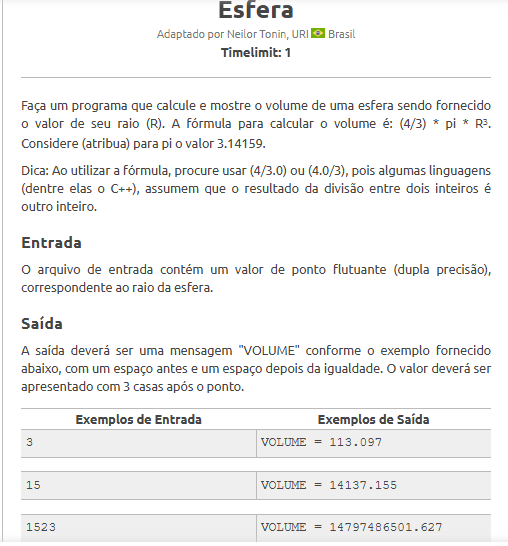 Esfera
Adaptado por Neilor Tonin, URI Brasil
Timelimit: 1
Faça um programa que calcule e mostre o volume de uma esfera sendo fornecido
o valor de seu raio (R). A fórmula para calcular o volume é: (4/3) * pi * R³.
Considere (atribua) para pi o valor 3.14159.
Dica: Ao utilizar a fórmula, procure usar (4/3.0) ou (4.0/3), pois algumas linguagens
(dentre elas o C++), assumem que o resultado da divisão entre dois inteiros é
outro inteiro.
Entrada
O arquivo de entrada contém um valor de ponto flutuante (dupla precisão),
correspondente ao raio da esfera.
Saída
A saída deverá ser uma mensagem "VOLUME" conforme o exemplo fornecido
abaixo, com um espaço antes e um espaço depois da igualdade. O valor deverá ser
apresentado com 3 casas após o ponto.
Exemplos de Entrada Exemplos de Saída
3 VOLUME = 113.097
15 VOLUME = 14137.155
1523 VOLUME = 14797486501.627